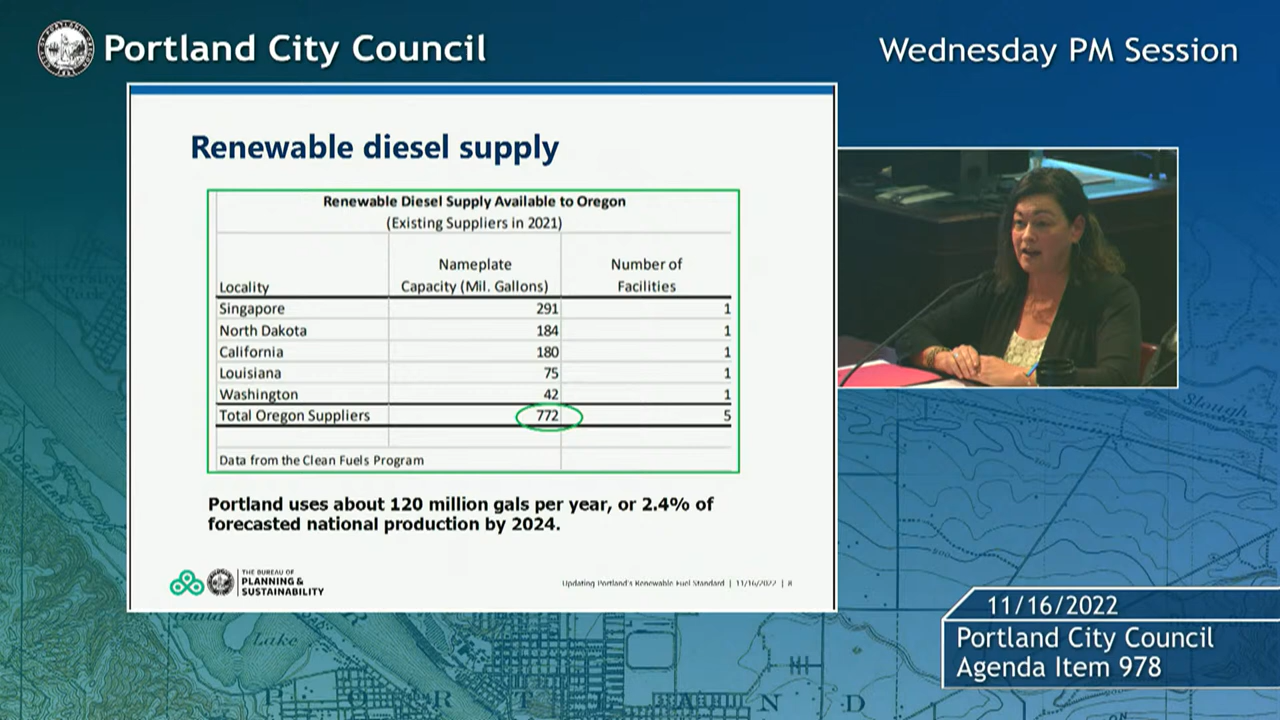 Portland City Council
Wednesday PM Session
Renewable diesel supply
Renewable Diesel Supply Available to Oregon
(Existing Suppliers in 2021)
Locality Nameplate Capacity (Mil. Gallons) Number of Facilities
Singapore 291 1
North Dakota 184 1
California 180 1
Louisiana 75 1
Washington 42 1
Total Oregon Suppliers 772 5
Data from the Clean Fuels Program
Portland uses about 120 million gals per year, or 2.4% of
forecasted national production by 2024.
THE BUREAU OF
PLANNING &
SUSTAINABILITY
Updating Portland's Renewable Fuel Standard | 11/16/2022 | 8
11/16/2022
Portland City Council
Agenda Item 978
Slough
Guild
Lake
PORTLAND